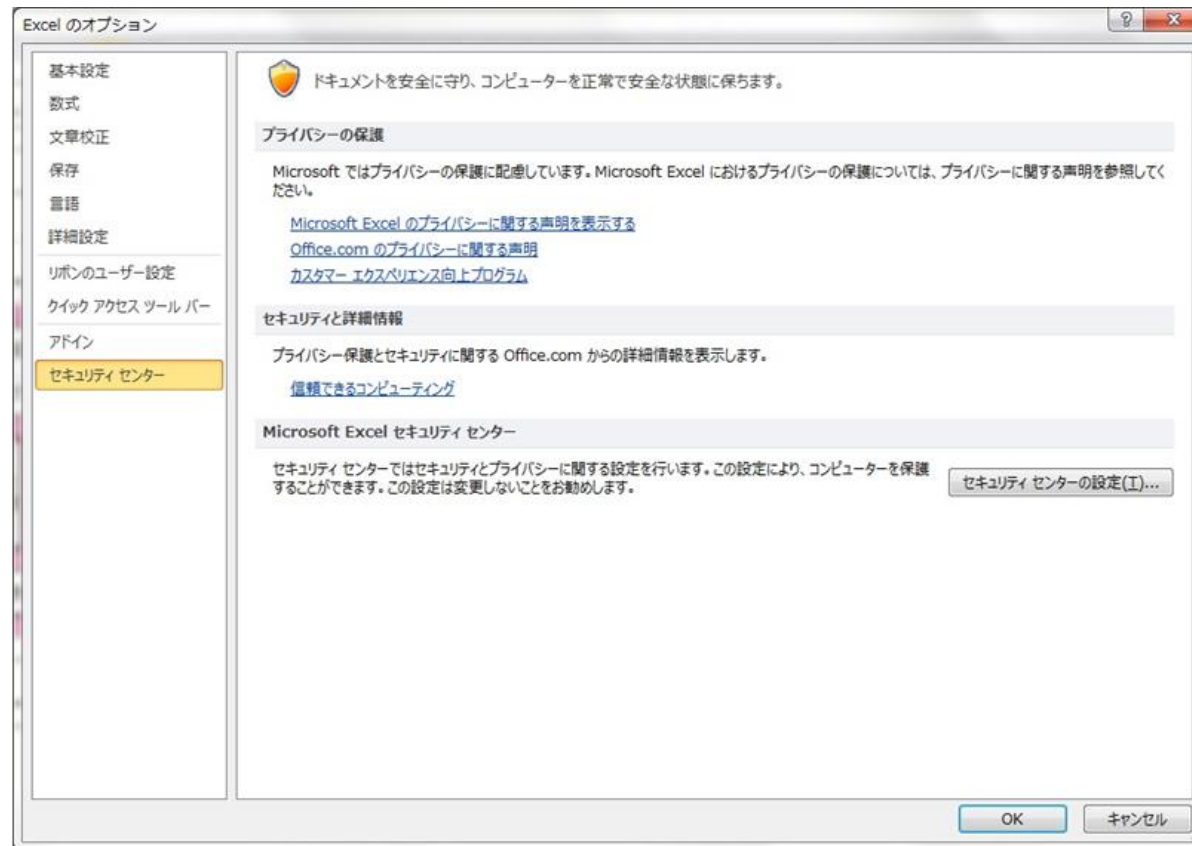 Excel のオプション
基本設定
数式
文章校正
保存
言語
詳細設定
リボンのユーザー設定
クイック アクセス ツール バー
アドイン
セキュリティ センター
ドキュメントを安全に守り、コンピューターを正常で安全な状態に保ちます。
プライバシーの保護
Microsoft ではプライバシーの保護に配慮しています。Microsoft Excel におけるプライバシーの保護については、プライバシーに関する声明を参照してく
ださい。
Microsoft Excel のプライバシーに関する声明を表示する
Office.com のプライバシーに関する声明
カスタマー エクスペリエンス向上プログラム
セキュリティと詳細情報
プライバシー保護とセキュリティに関する Office.com からの詳細情報を表示します。
信頼できるコンピューティング
Microsoft Excel セキュリティ センター
セキュリティ センターではセキュリティとプライバシーに関する設定を行います。この設定により、コンピューターを保護
することができます。この設定は変更しないことをお勧めします。
セキュリティ センターの設定(T)...
OK
キャンセル